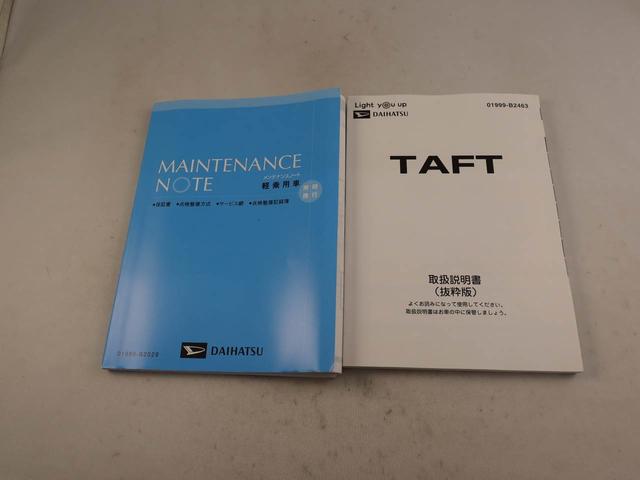 MAINTENANCE
NOTE
メンテナンスノート
軽乗用車
●保証書 ●点検整備方式 ●サービス網 ●点検整備記録簿
DAIHATSU
01999-B2029
Light you up
DAIHATSU
01999-B2463
TAFT
取扱説明書
(抜粋版)
よくお読みになって使用してください。
取扱説明書はお車の中に保管しましょう。